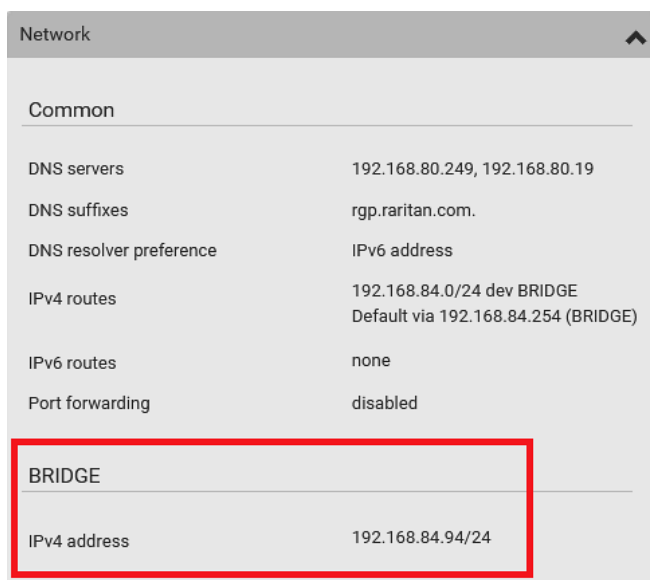 Network
Common
DNS servers 192.168.80.249, 192.168.80.19
DNS suffixes rgp.raritan.com.
DNS resolver preference IPv6 address
IPv4 routes 192.168.84.0/24 dev BRIDGE
Default via 192.168.84.254 (BRIDGE)
IPv6 routes none
Port forwarding disabled
BRIDGE
IPv4 address 192.168.84.94/24